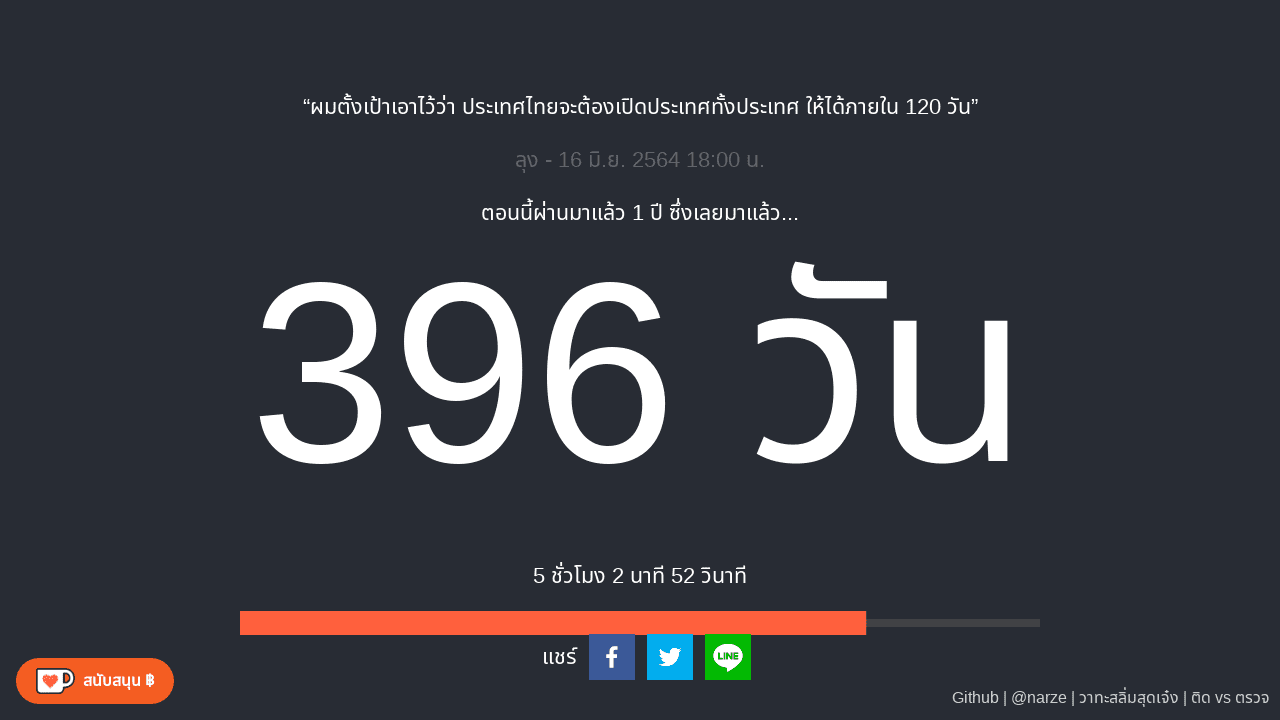 “ผมตั้งเป้าเอาไว้ว่า ประเทศไทยจะต้องเปิดประเทศทั้งประเทศ ให้ได้ภายใน 120 วัน”
ลุง - 16 มิ.ย. 2564 18:00 น.
ตอนนี้ผ่านมาแล้ว 1 ปี ซึ่งเลยมาแล้ว...
396 วัน
5 ชั่วโมง 2 นาที 52 วินาที
แชร์
LINE
สนับสนุน ฿
Github | @narze | วาทะสลิ่มสุดเจ๋ง | ติด vs ตรวจ